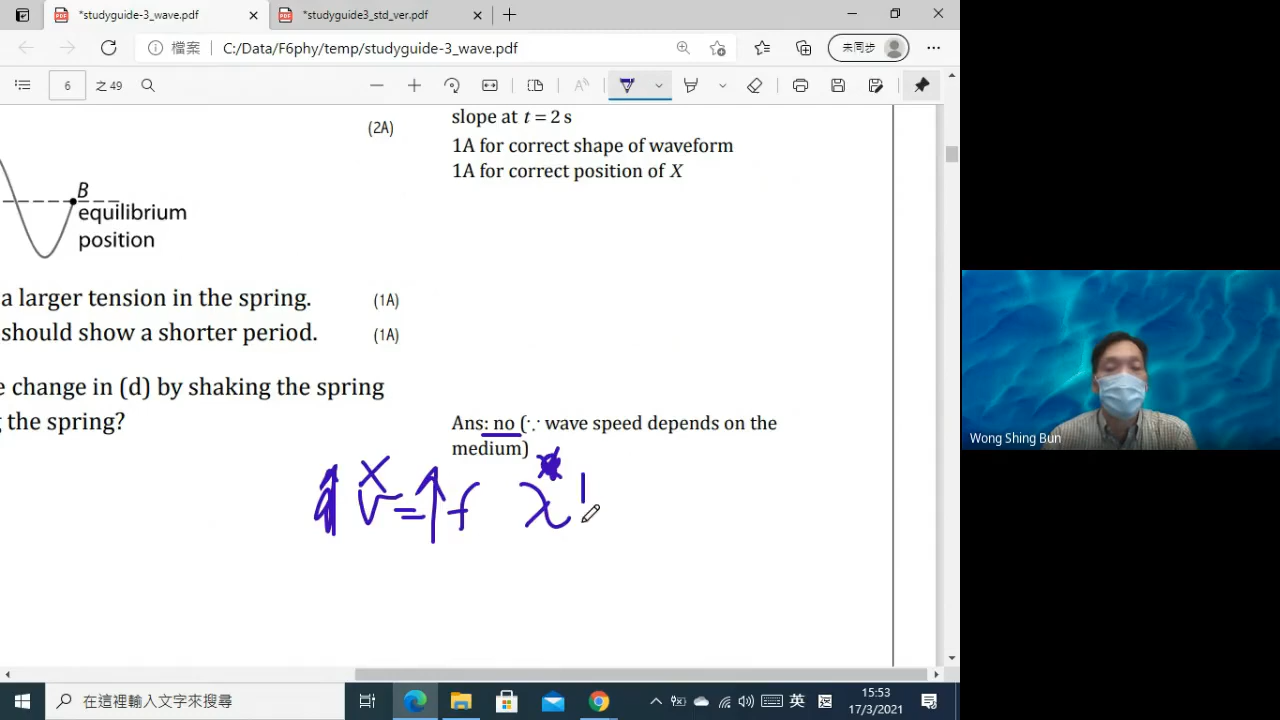 *studyguide-3_wave.pdf
*studyguide3_std_ver.pdf
檔案
C:/Data/F6phy/temp/studyguide-3_wave.pdf
未同步
6
之 49
slope at t = 2 s
(2A)
1A for correct shape of waveform
1A for correct position of X
B
equilibrium
position
a larger tension in the spring. (1A)
should show a shorter period. (1A)
e change in (d) by shaking the spring
g the spring?
Ans: no (∵ wave speed depends on the
medium)
v = ↑ f λ
Wong Shing Bun
在這裡輸入文字來搜尋
英
15:53
17/3/2021